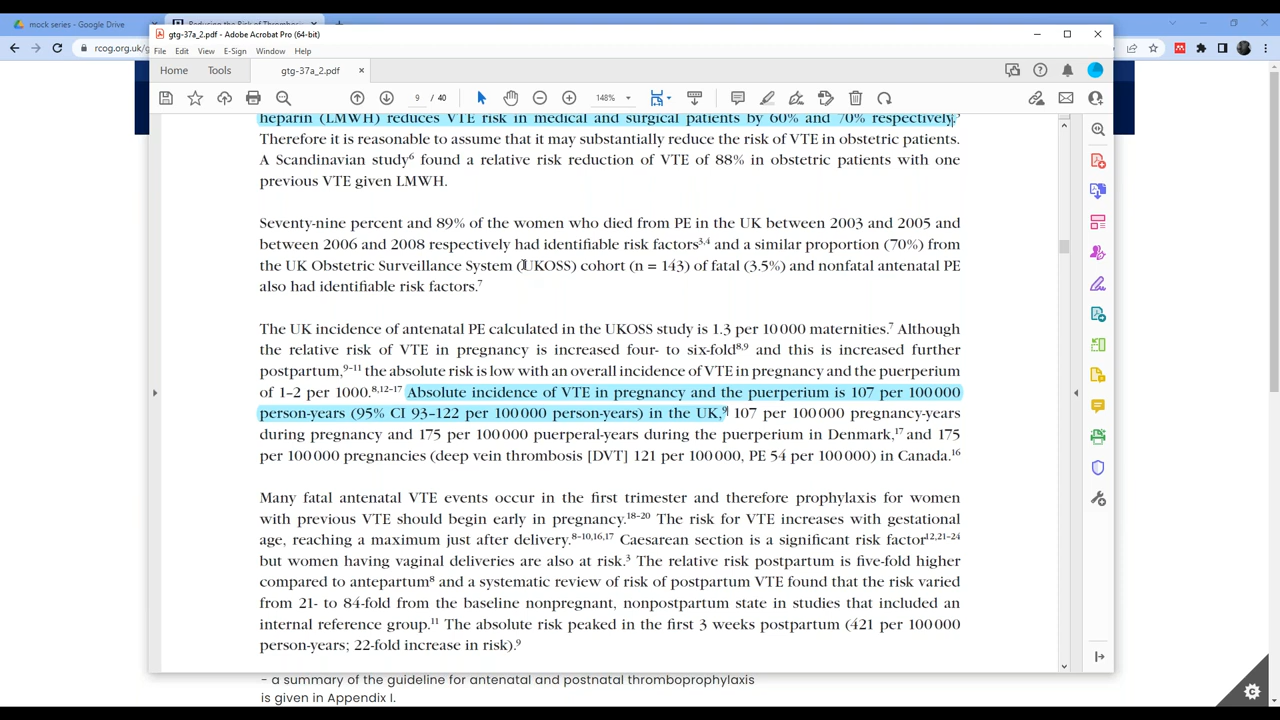 mock series - Google Drive
Reducing the Risk of Thrombo
rcog.org.uk/g
gtg-37a_2.pdf - Adobe Acrobat Pro (64-bit)
File Edit View E-Sign Window Help
Home Tools gtg-37a_2.pdf ×
9 / 40 148%
heparin (LMWH) reduces VTE risk in medical and surgical patients by 60% and 70% respectively.
Therefore it is reasonable to assume that it may substantially reduce the risk of VTE in obstetric patients.
A Scandinavian study6 found a relative risk reduction of VTE of 88% in obstetric patients with one
previous VTE given LMWH.
Seventy-nine percent and 89% of the women who died from PE in the UK between 2003 and 2005 and
between 2006 and 2008 respectively had identifiable risk factors3,4 and a similar proportion (70%) from
the UK Obstetric Surveillance System (UKOSS) cohort (n = 143) of fatal (3.5%) and nonfatal antenatal PE
also had identifiable risk factors.7
The UK incidence of antenatal PE calculated in the UKOSS study is 1.3 per 10 000 maternities.7 Although
the relative risk of VTE in pregnancy is increased four- to six-fold8,9 and this is increased further
postpartum,9–11 the absolute risk is low with an overall incidence of VTE in pregnancy and the puerperium
of 1–2 per 1000.8,12–17 Absolute incidence of VTE in pregnancy and the puerperium is 107 per 100 000
person-years (95% CI 93–122 per 100 000 person-years) in the UK,9 107 per 100 000 pregnancy-years
during pregnancy and 175 per 100 000 puerperal-years during the puerperium in Denmark,17 and 175
per 100 000 pregnancies (deep vein thrombosis [DVT] 121 per 100 000, PE 54 per 100 000) in Canada.16
Many fatal antenatal VTE events occur in the first trimester and therefore prophylaxis for women
with previous VTE should begin early in pregnancy.18–20 The risk for VTE increases with gestational
age, reaching a maximum just after delivery.8–10,16,17 Caesarean section is a significant risk factor12,21–24
but women having vaginal deliveries are also at risk.3 The relative risk postpartum is five-fold higher
compared to antepartum8 and a systematic review of risk of postpartum VTE found that the risk varied
from 21- to 84-fold from the baseline nonpregnant, nonpostpartum state in studies that included an
internal reference group.11 The absolute risk peaked in the first 3 weeks postpartum (421 per 100 000
person-years; 22-fold increase in risk).9
- a summary of the guideline for antenatal and postnatal thromboprophylaxis
is given in Appendix I.